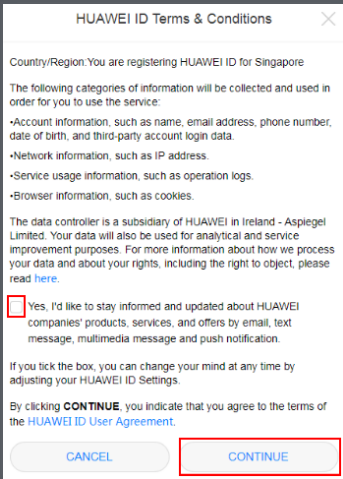 HUAWEI ID Terms & Conditions
Country/Region:You are registering HUAWEI ID for Singapore
The following categories of information will be collected and used in
order for you to use the service:
•Account information, such as name, email address, phone number,
date of birth, and third-party account login data.
•Network information, such as IP address.
•Service usage information, such as operation logs.
•Browser information, such as cookies.
The data controller is a subsidiary of HUAWEI in Ireland - Aspiegel
Limited. Your data will also be used for analytical and service
improvement purposes. For more information about how we process
your data and about your rights, including the right to object, please
read here.
Yes, I'd like to stay informed and updated about HUAWEI
companies' products, services, and offers by email, text
message, multimedia message and push notification.
If you tick the box, you can change your mind at any time by
adjusting your HUAWEI ID Settings.
By clicking CONTINUE, you indicate that you agree to the terms of
the HUAWEI ID User Agreement.
CANCEL
CONTINUE